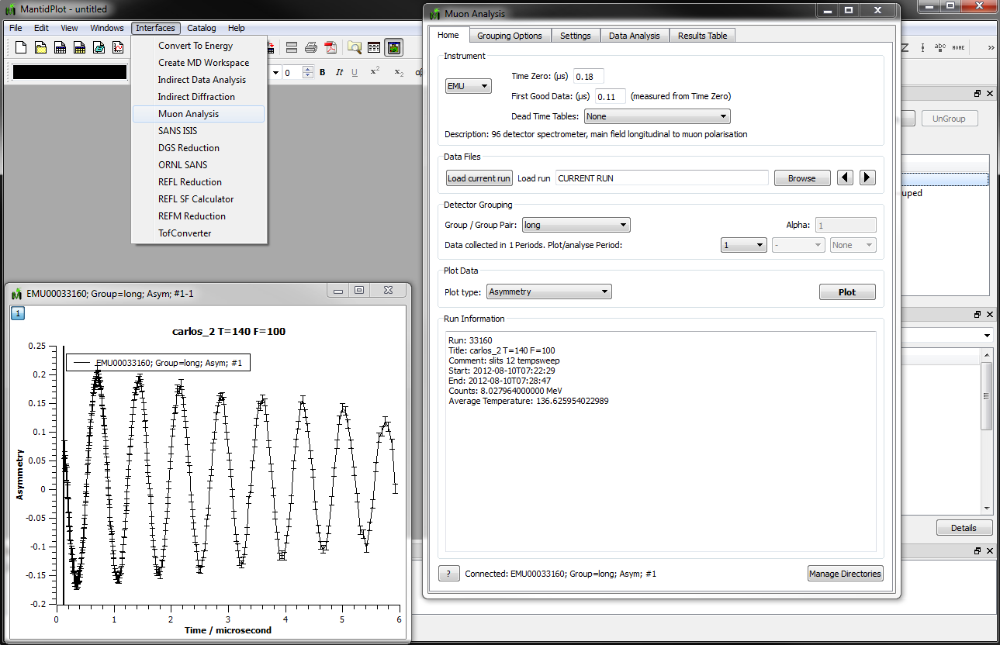 MantidPlot - untitled
File Edit View Windows Interfaces Catalog Help
0 B It U x² x₂
Convert To Energy
Create MD Workspace
Indirect Data Analysis
Indirect Diffraction
Muon Analysis
SANS ISIS
DGS Reduction
ORNL SANS
REFL Reduction
REFL SF Calculator
REFM Reduction
TofConverter
EMU00033160; Group=long; Asym; #1-1
1
carlos_2 T=140 F=100
EMU00033160; Group=long; Asym; #1
0.25
0.2
0.15
0.1
0.05
0
-0.05
-0.1
-0.15
-0.2
Asymmetry
0 1 2 3 4 5 6
Time / microsecond
Muon Analysis
Home Grouping Options Settings Data Analysis Results Table
Instrument
EMU
Time Zero: (μs) 0.18
First Good Data: (μs) 0.11 (measured from Time Zero)
Dead Time Tables: None
Description: 96 detector spectrometer, main field longitudinal to muon polarisation
Data Files
Load current run Load run CURRENT RUN Browse
Detector Grouping
Group / Group Pair: long Alpha: 1
Data collected in 1 Periods. Plot/analyse Period: 1 - None
Plot Data
Plot type: Asymmetry Plot
Run Information
Run: 33160
Title: carlos_2 T=140 F=100
Comment: slits 12 tempsweep
Start: 2012-08-10T07:22:29
End: 2012-08-10T07:28:47
Counts: 8.027964000000 MeV
Average Temperature: 136.625954022989
? Connected: EMU00033160; Group=long; Asym; #1 Manage Directories
abc NONE »
UnGroup
uped
Details